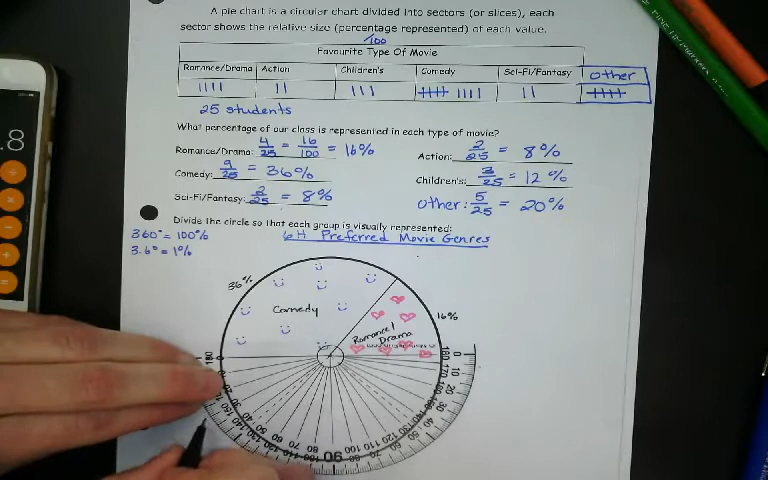 A pie chart is a circular chart divided into sectors (or slices), each
sector shows the relative size (percentage represented) of each value.
/100
Favourite Type Of Movie
Romance/Drama Action Children's Comedy Sci-Fi/Fantasy other
25 students
What percentage of our class is represented in each type of movie?
Romance/Drama: 4/25 = 16/100 = 16%
Action: 2/25 = 8%
Comedy: 9/25 = 36%
Children's: 3/25 = 12%
Sci-Fi/Fantasy: 2/25 = 8%
other: 5/25 = 20%
Divide the circle so that each group is visually represented:
360° = 100%
6H Preferred Movie Genres
3.6° = 1%
36%
Comedy
16%
Romance/
Drama
.8